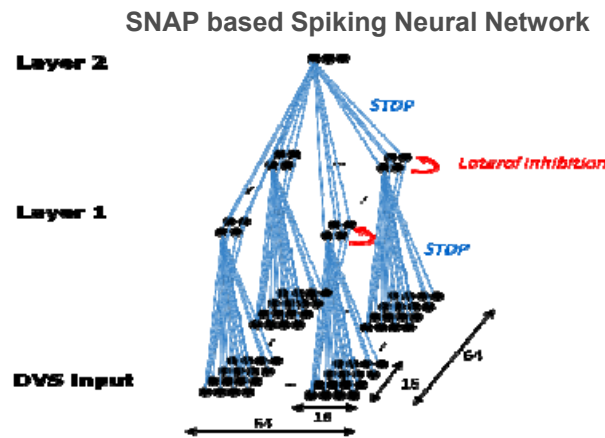 SNAP based Spiking Neural Network
Layer 2
STDP
Lateral Inhibition
Layer 1
STDP
64
16
DVS Input
16
64